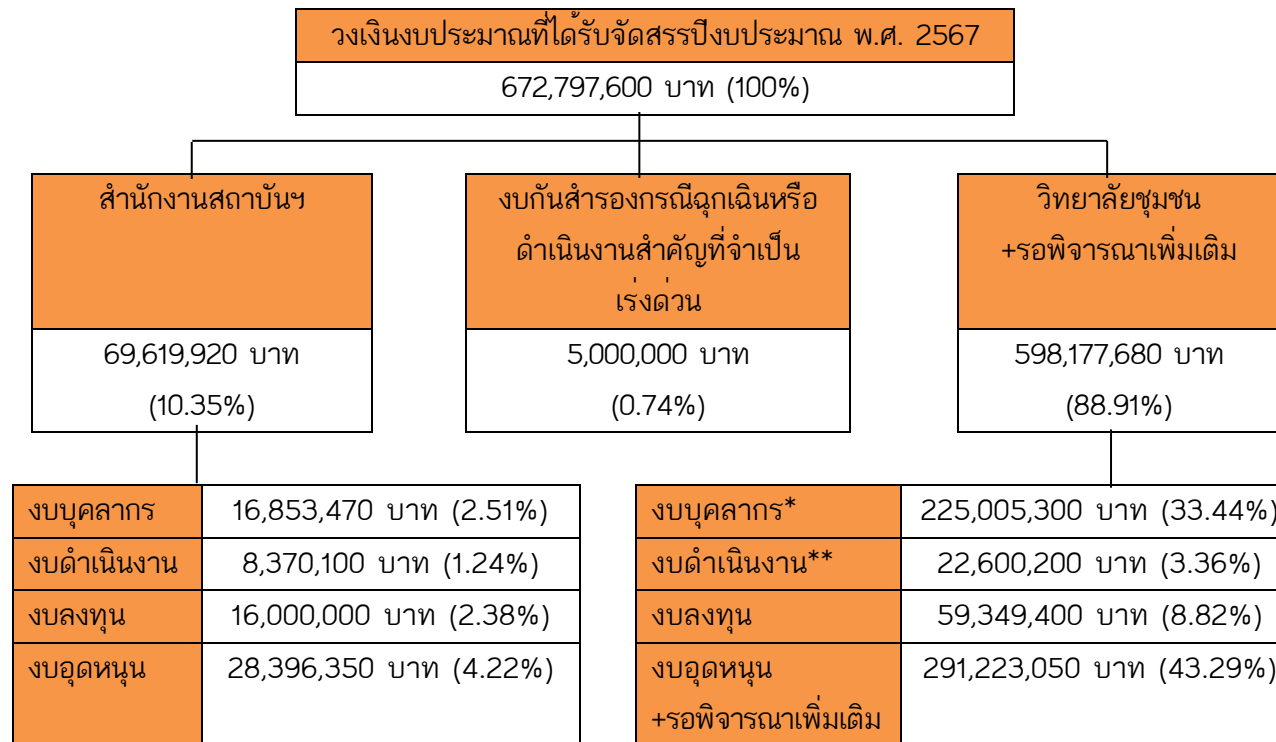 วงเงินงบประมาณที่ได้รับจัดสรรปีงบประมาณ พ.ศ. 2567
672,797,600 บาท (100%)
สำนักงานสถาบันฯ
69,619,920 บาท
(10.35%)
งบกันสำรองกรณีฉุกเฉินหรือ
ดำเนินงานสำคัญที่จำเป็น
เร่งด่วน
5,000,000 บาท
(0.74%)
วิทยาลัยชุมชน
+รอพิจารณาเพิ่มเติม
598,177,680 บาท
(88.91%)
งบบุคลากร 16,853,470 บาท (2.51%)
งบดำเนินงาน 8,370,100 บาท (1.24%)
งบลงทุน 16,000,000 บาท (2.38%)
งบอุดหนุน 28,396,350 บาท (4.22%)
งบบุคลากร* 225,005,300 บาท (33.44%)
งบดำเนินงาน** 22,600,200 บาท (3.36%)
งบลงทุน 59,349,400 บาท (8.82%)
งบอุดหนุน 291,223,050 บาท (43.29%)
+รอพิจารณาเพิ่มเติม